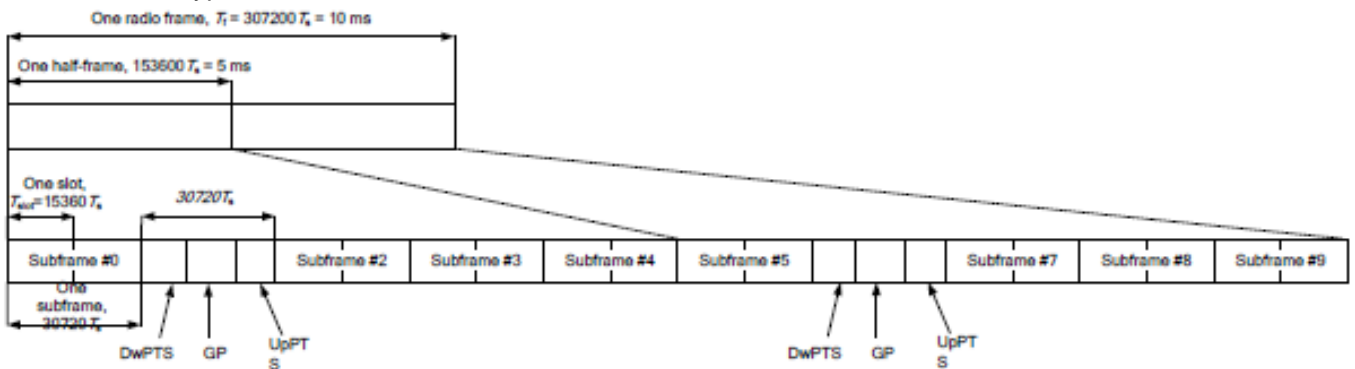 One radio frame, Tf = 307200 Ts = 10 ms
One half-frame, 153600 Ts = 5 ms
One slot,
Tslot=15360 Ts
30720Ts
Subframe #0
Subframe #2
Subframe #3
Subframe #4
Subframe #5
Subframe #7
Subframe #8
Subframe #9
One
subframe,
30720 Ts
DwPTS
GP
UpPT
S
DwPTS
GP
UpPT
S